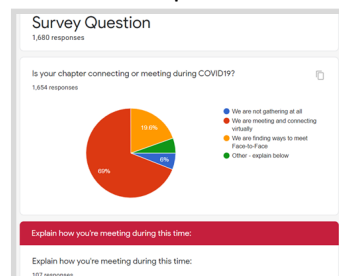 Survey Question
1,680 responses
Is your chapter connecting or meeting during COVID19?
1,654 responses
We are not gathering at all
We are meeting and connecting
virtually
We are finding ways to meet
Face-to-Face
Other - explain below
19.6%
6%
69%
Explain how you're meeting during this time:
Explain how you're meeting during this time:
107 responses